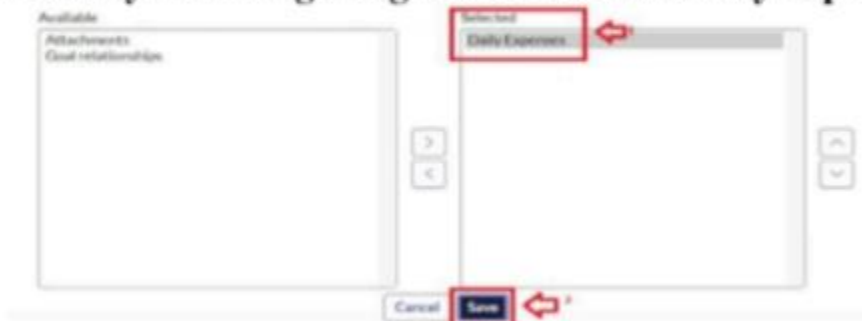 Available
Selected
Attachments
Goal relationships
Daily Expenses
>
<
Cancel
Save